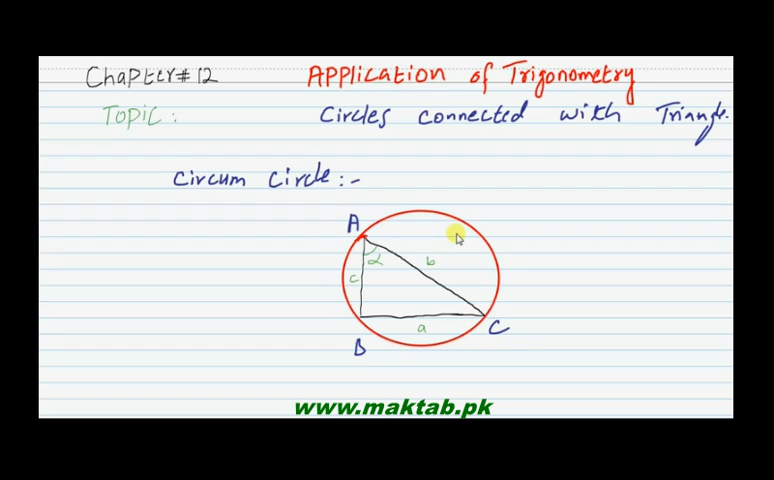 Chapter#12 Application of Trigonometry
Topic: Circles connected with Triangle.
Circum Circle:-
A
α
c b
a
B C
www.maktab.pk